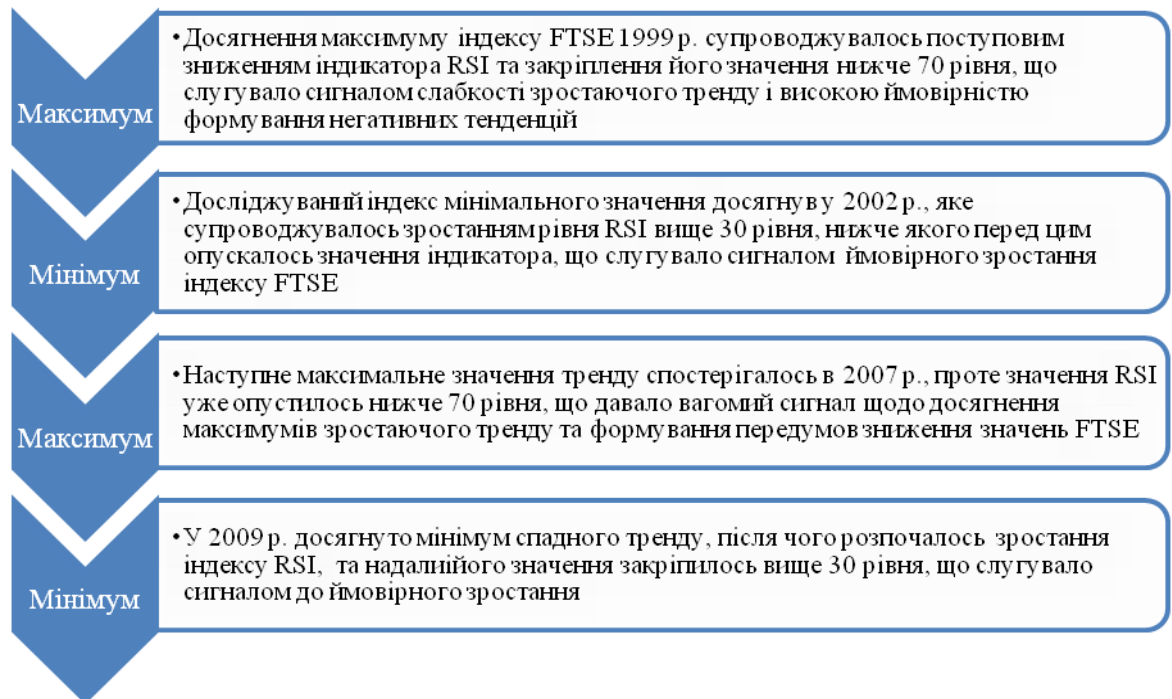 Максимум
• Досягнення максимуму індексу FTSE 1999 р. супроводжувалось поступовим
зниженням індикатора RSI та закріплення його значення нижче 70 рівня, що
слугувало сигналом слабкості зростаючого тренду і високою ймовірністю
формування негативних тенденцій
Мінімум
• Досліджуваний індекс мінімального значення досягнув у 2002 р., яке
супроводжувалось зростанням рівня RSI вище 30 рівня, нижче якого перед цим
опускалось значення індикатора, що слугувало сигналом ймовірного зростання
індексу FTSE
Максимум
• Наступне максимальне значення тренду спостерігалось в 2007 р., проте значення RSI
уже опустилось нижче 70 рівня, що давало вагомий сигнал щодо досягнення
максимумів зростаючого тренду та формування передумов зниження значень FTSE
Мінімум
• У 2009 р. досягнуто мінімум спадного тренду, після чого розпочалось зростання
індексу RSI, та надалиійого значення закріпилось вище 30 рівня, що слугувало
сигналом до ймовірного зростання